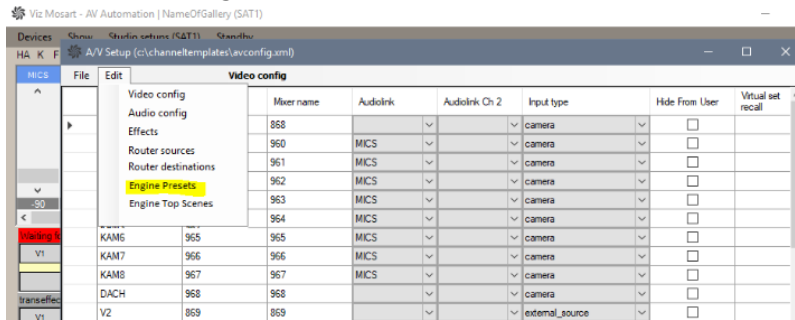 Viz Mosart - AV Automation | NameOfGallery (SAT1)
Devices Show Studio setups (SAT1) Standby
HA K F A/V Setup (c:\channeltemplates\avconfig.xml)
MICS File Edit Video config
Video config
Audio config
Effects
Router sources
Router destinations
Engine Presets
Engine Top Scenes
Mixer name Audiolink Audiolink Ch 2 Input type Hide From User Virtual set recall
868 camera
960 MICS camera
961 MICS camera
962 MICS camera
963 MICS camera
-90
964 MICS camera
KAM6 965 965 MICS camera
KAM7 966 966 MICS camera
V1
KAM8 967 967 MICS camera
DACH 968 968 camera
transeffec
V2 869 869 external_source
V1